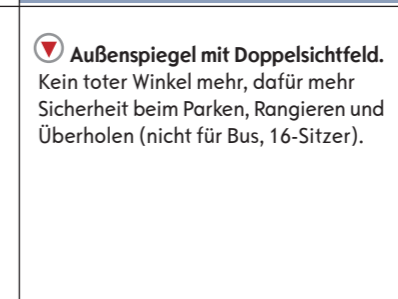 Außenspiegel mit Doppelsichtfeld.
Kein toter Winkel mehr, dafür mehr
Sicherheit beim Parken, Rangieren und
Überholen (nicht für Bus, 16-Sitzer).